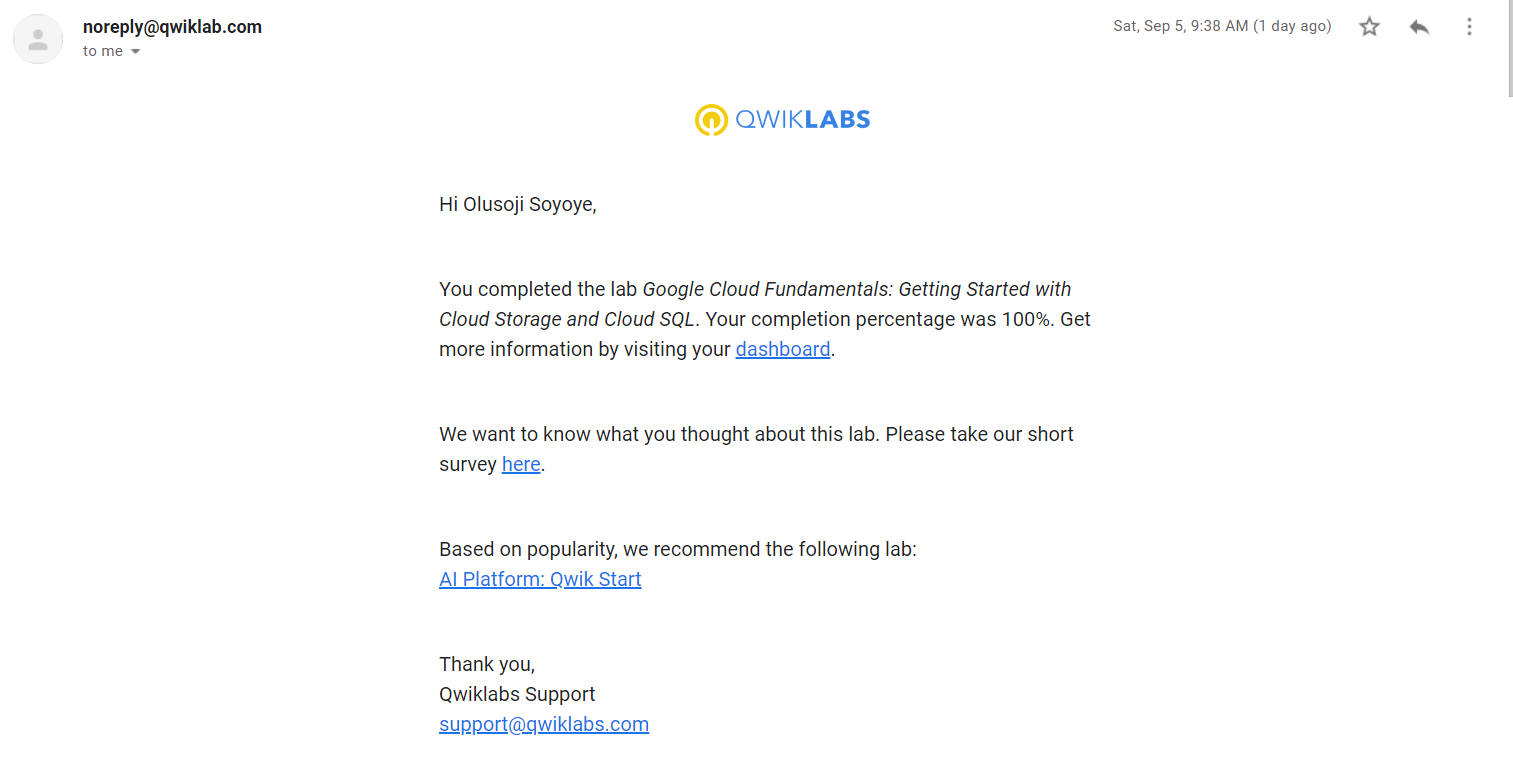 noreply@qwiklab.com
Sat, Sep 5, 9:38 AM (1 day ago)
to me
QWIKLABS
Hi Olusoji Soyoye,
You completed the lab Google Cloud Fundamentals: Getting Started with
Cloud Storage and Cloud SQL. Your completion percentage was 100%. Get
more information by visiting your dashboard.
We want to know what you thought about this lab. Please take our short
survey here.
Based on popularity, we recommend the following lab:
AI Platform: Qwik Start
Thank you,
Qwiklabs Support
support@qwiklabs.com